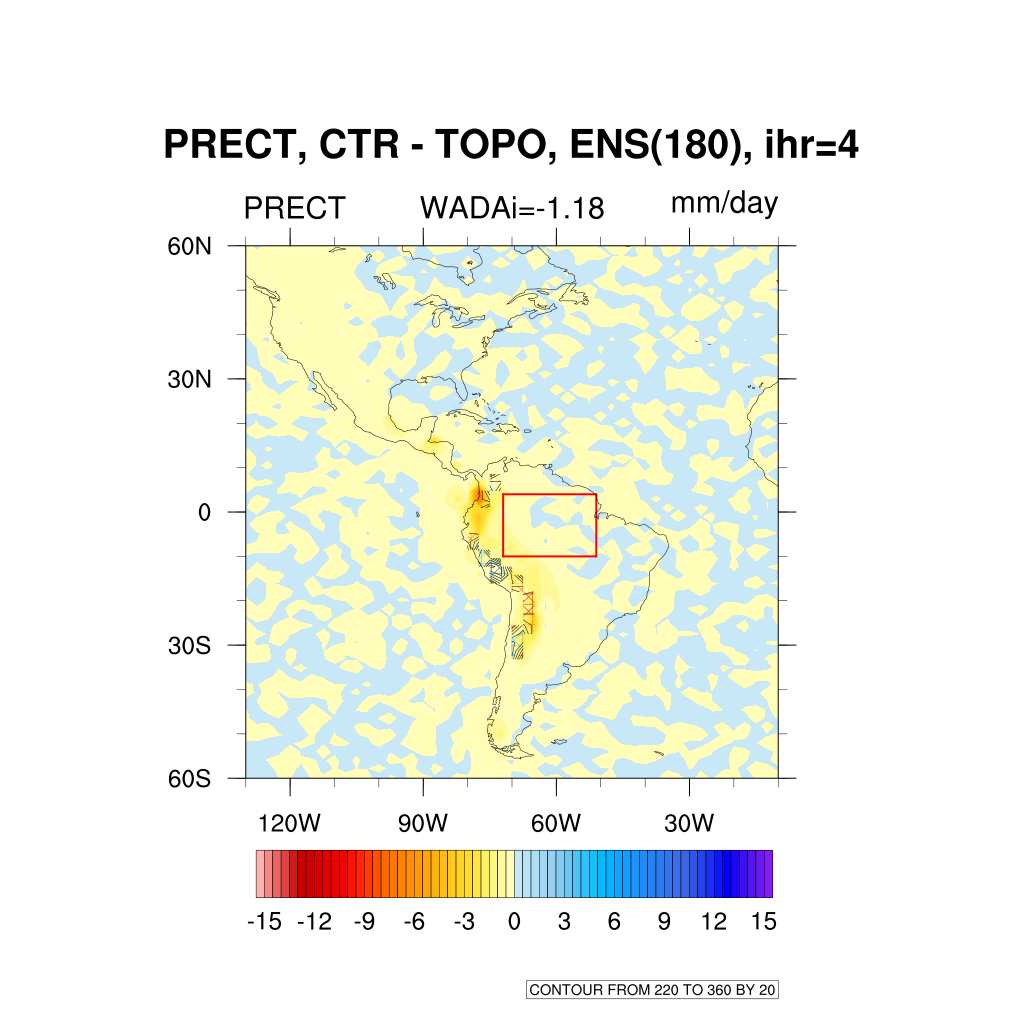 PRECT, CTR - TOPO, ENS(180), ihr=4
PRECT WADAi=-1.18 mm/day
60N
30N
0
30S
60S
120W 90W 60W 30W
-15 -12 -9 -6 -3 0 3 6 9 12 15
CONTOUR FROM 220 TO 360 BY 20